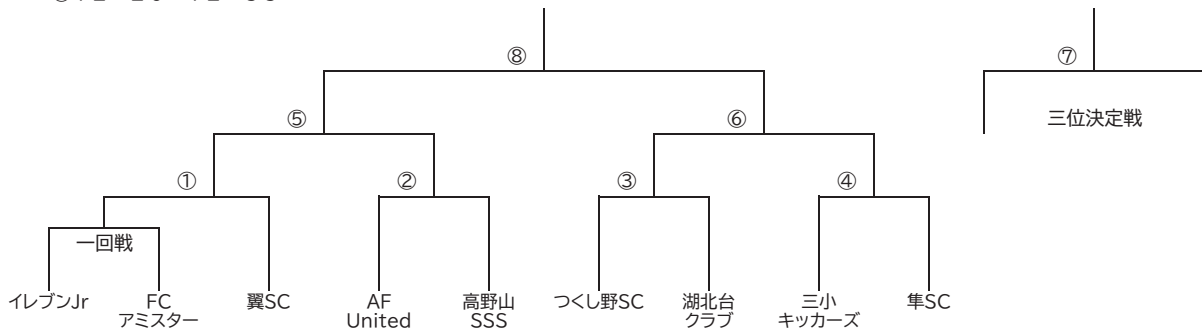 ⑧
⑦
三位決定戦
⑤
⑥
①
②
③
④
一回戦
イレブンJr
FC
アミスター
翼SC
AF
United
高野山
SSS
つくし野SC
湖北台
クラブ
三小
キッカーズ
隼SC